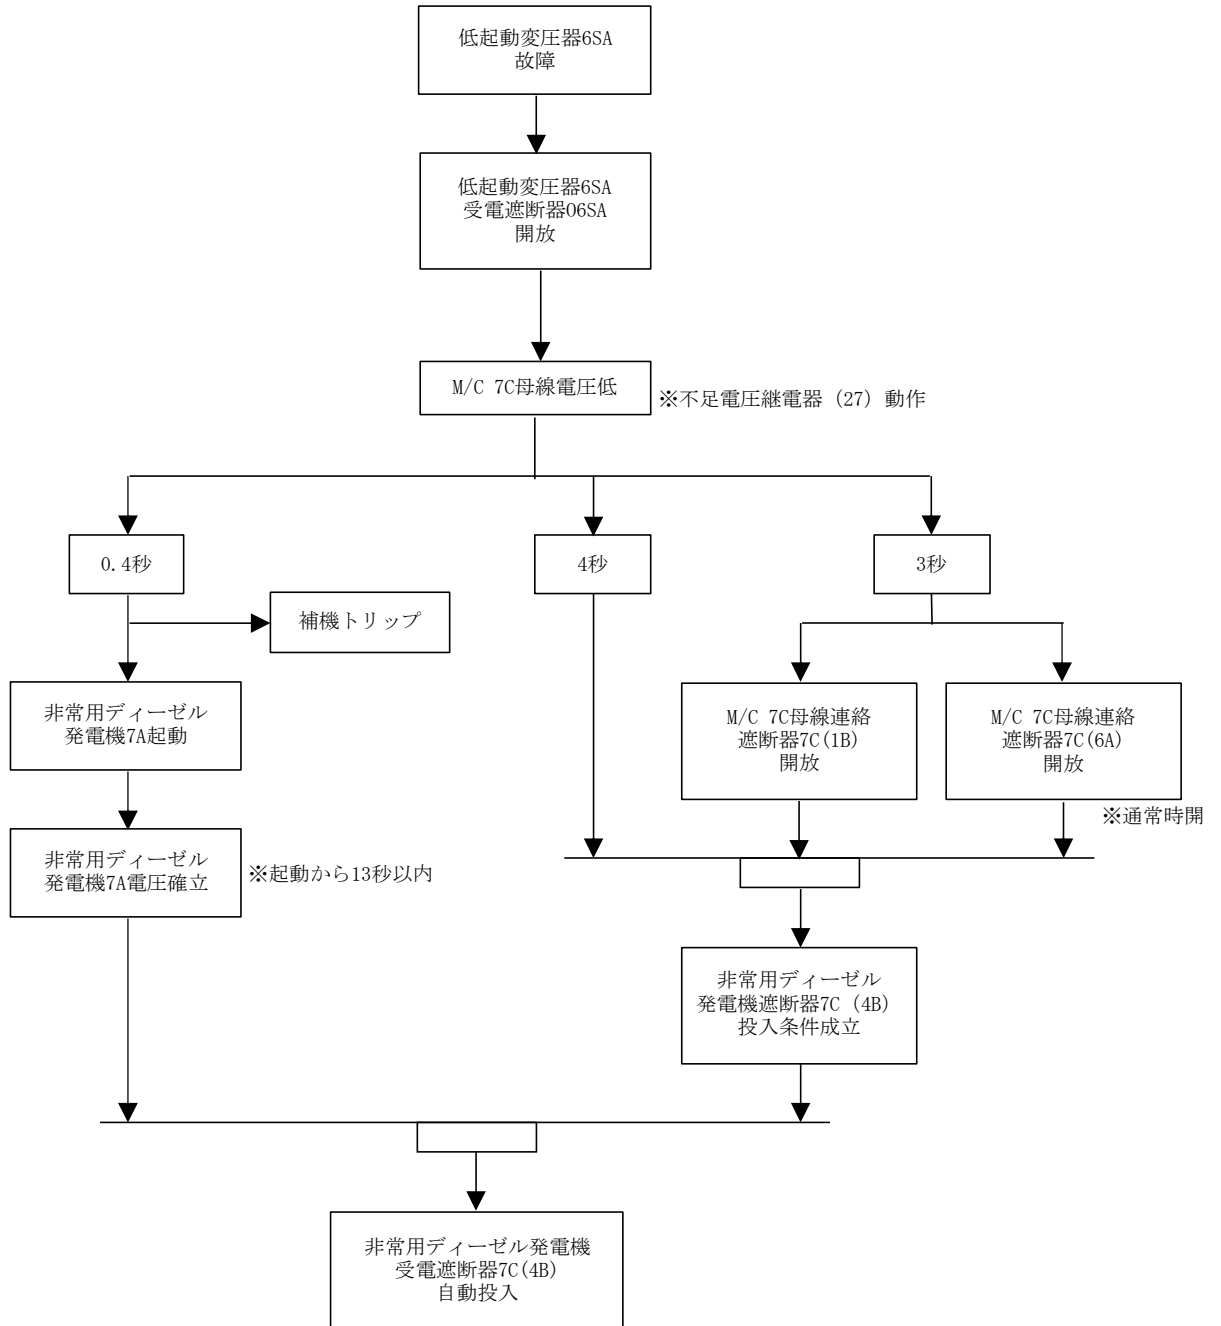 低起動変圧器6SA
故障
低起動変圧器6SA
受電遮断器O6SA
開放
M/C 7C母線電圧低
※不足電圧継電器（27）動作
0.4秒
4秒
3秒
補機トリップ
非常用ディーゼル
発電機7A起動
M/C 7C母線連絡
遮断器7C(1B)
開放
M/C 7C母線連絡
遮断器7C(6A)
開放
※通常時開
非常用ディーゼル
発電機7A電圧確立
※起動から13秒以内
非常用ディーゼル
発電機遮断器7C（4B）
投入条件成立
非常用ディーゼル発電機
受電遮断器7C(4B)
自動投入